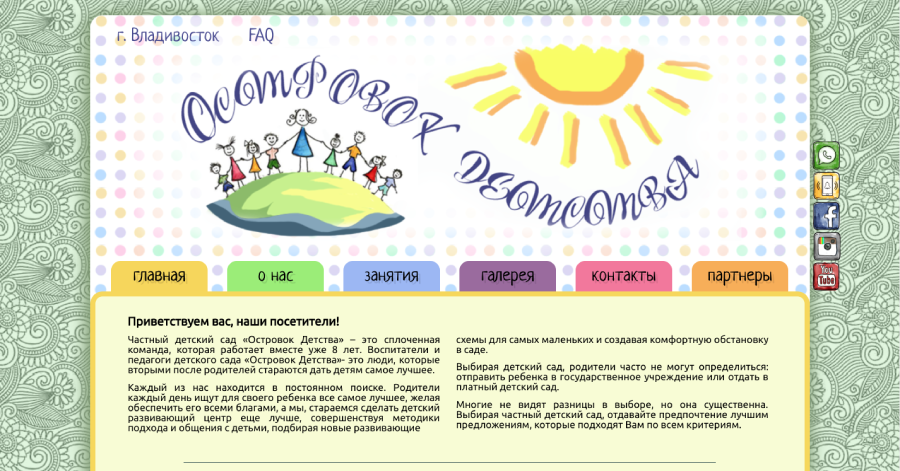 г. Владивосток FAQ
Островок
Детства
главная о нас занятия галерея контакты партнеры
Приветствуем вас, наши посетители!
Частный детский сад «Островок Детства» – это сплоченная
команда, которая работает вместе уже 8 лет. Воспитатели и
педагоги детского сада «Островок Детства»- это люди, которые
вторыми после родителей стараются дать детям самое лучшее.
Каждый из нас находится в постоянном поиске. Родители
каждый день ищут для своего ребенка все самое лучшее, желая
обеспечить его всеми благами, а мы, стараемся сделать детский
развивающий центр еще лучше, совершенствуя методики
подхода и общения с детьми, подбирая новые развивающие
схемы для самых маленьких и создавая комфортную обстановку
в саде.
Выбирая детский сад, родители часто не могут определиться:
отправить ребенка в государственное учреждение или отдать в
платный детский сад.
Многие не видят разницы в выборе, но она существенна.
Выбирая частный детский сад, отдавайте предпочтение лучшим
предложениям, которые подходят Вам по всем критериям.
You
Tube